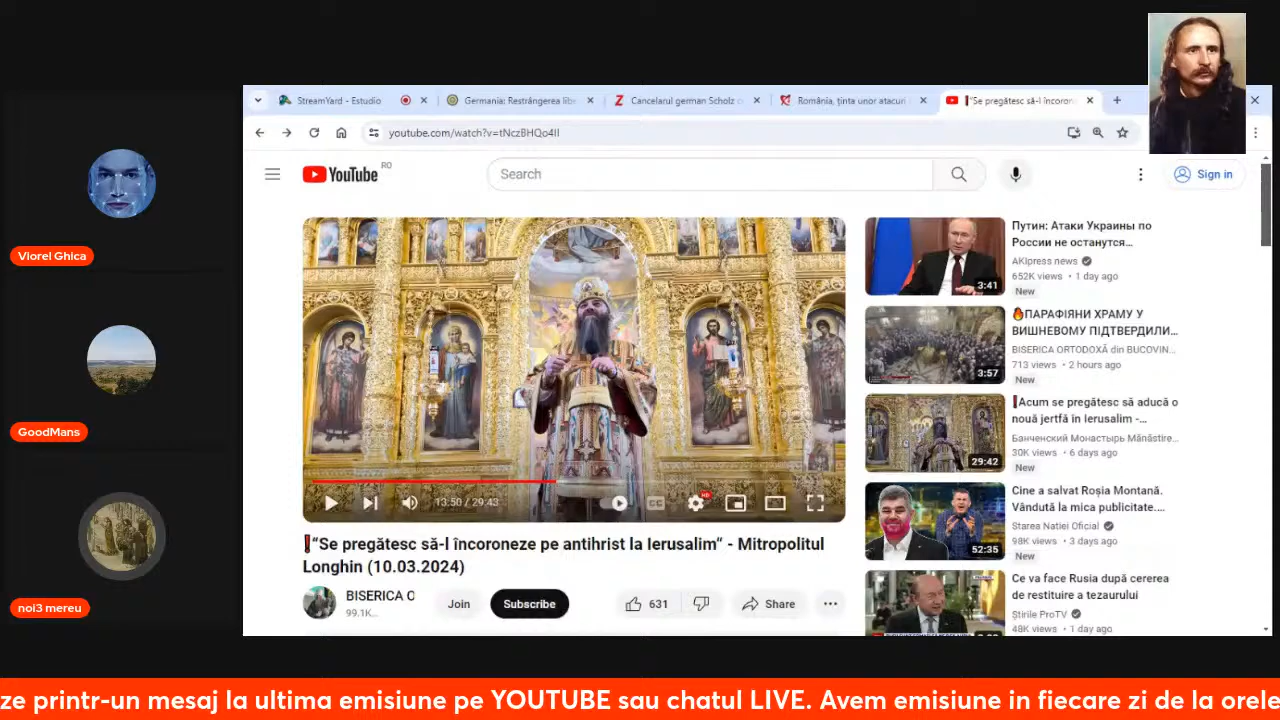 StreamYard - Estudio
Germania: Restrângerea libe
Cancelarul german Scholz c
România, ținta unor atacuri
"Se pregătesc să-l încoron
youtube.com/watch?v=tNczBHQo4II
YouTube RO
Search
Sign in
13:50 / 29:43
CC
HD
❗"Se pregătesc să-l încoroneze pe antihrist la Ierusalim" - Mitropolitul
Longhin (10.03.2024)
BISERICA O
99.1K...
Join
Subscribe
631
Share
3:41
Путин: Атаки Украины по
России не останутся…
AKIpress news
652K views • 1 day ago
New
3:57
🔥ПАРАФІЯНИ ХРАМУ У
ВИШНЕВОМУ ПІДТВЕРДИЛИ…
BISERICA ORTODOXĂ din BUCOVIN...
713 views • 2 hours ago
New
29:42
❗Acum se pregătesc să aducă o
nouă jertfă în Ierusalim -…
Банченский Монастырь Mănăstire...
30K views • 6 days ago
New
52:35
Cine a salvat Roșia Montană.
Vândută la mica publicitate.…
Starea Natiei Oficial
98K views • 3 days ago
New
Ce va face Rusia după cererea
de restituire a tezaurului
Știrile ProTV
48K views • 1 day ago
Viorel Ghica
GoodMans
noi3 mereu
ze printr-un mesaj la ultima emisiune pe YOUTUBE sau chatul LIVE. Avem emisiune in fiecare zi de la orele